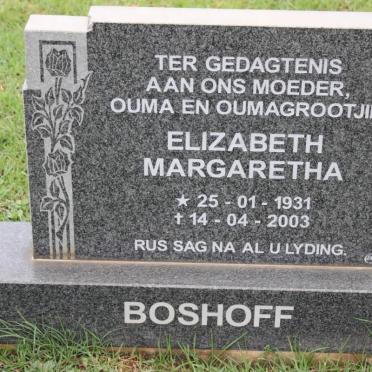 TER GEDAGTENIS
AAN ONS MOEDER,
OUMA EN OUMAGROOTJIE
ELIZABETH
MARGARETHA
★ 25 - 01 - 1931
✝ 14 - 04 - 2003
RUS SAG NA AL U LYDING.
BOSHOFF